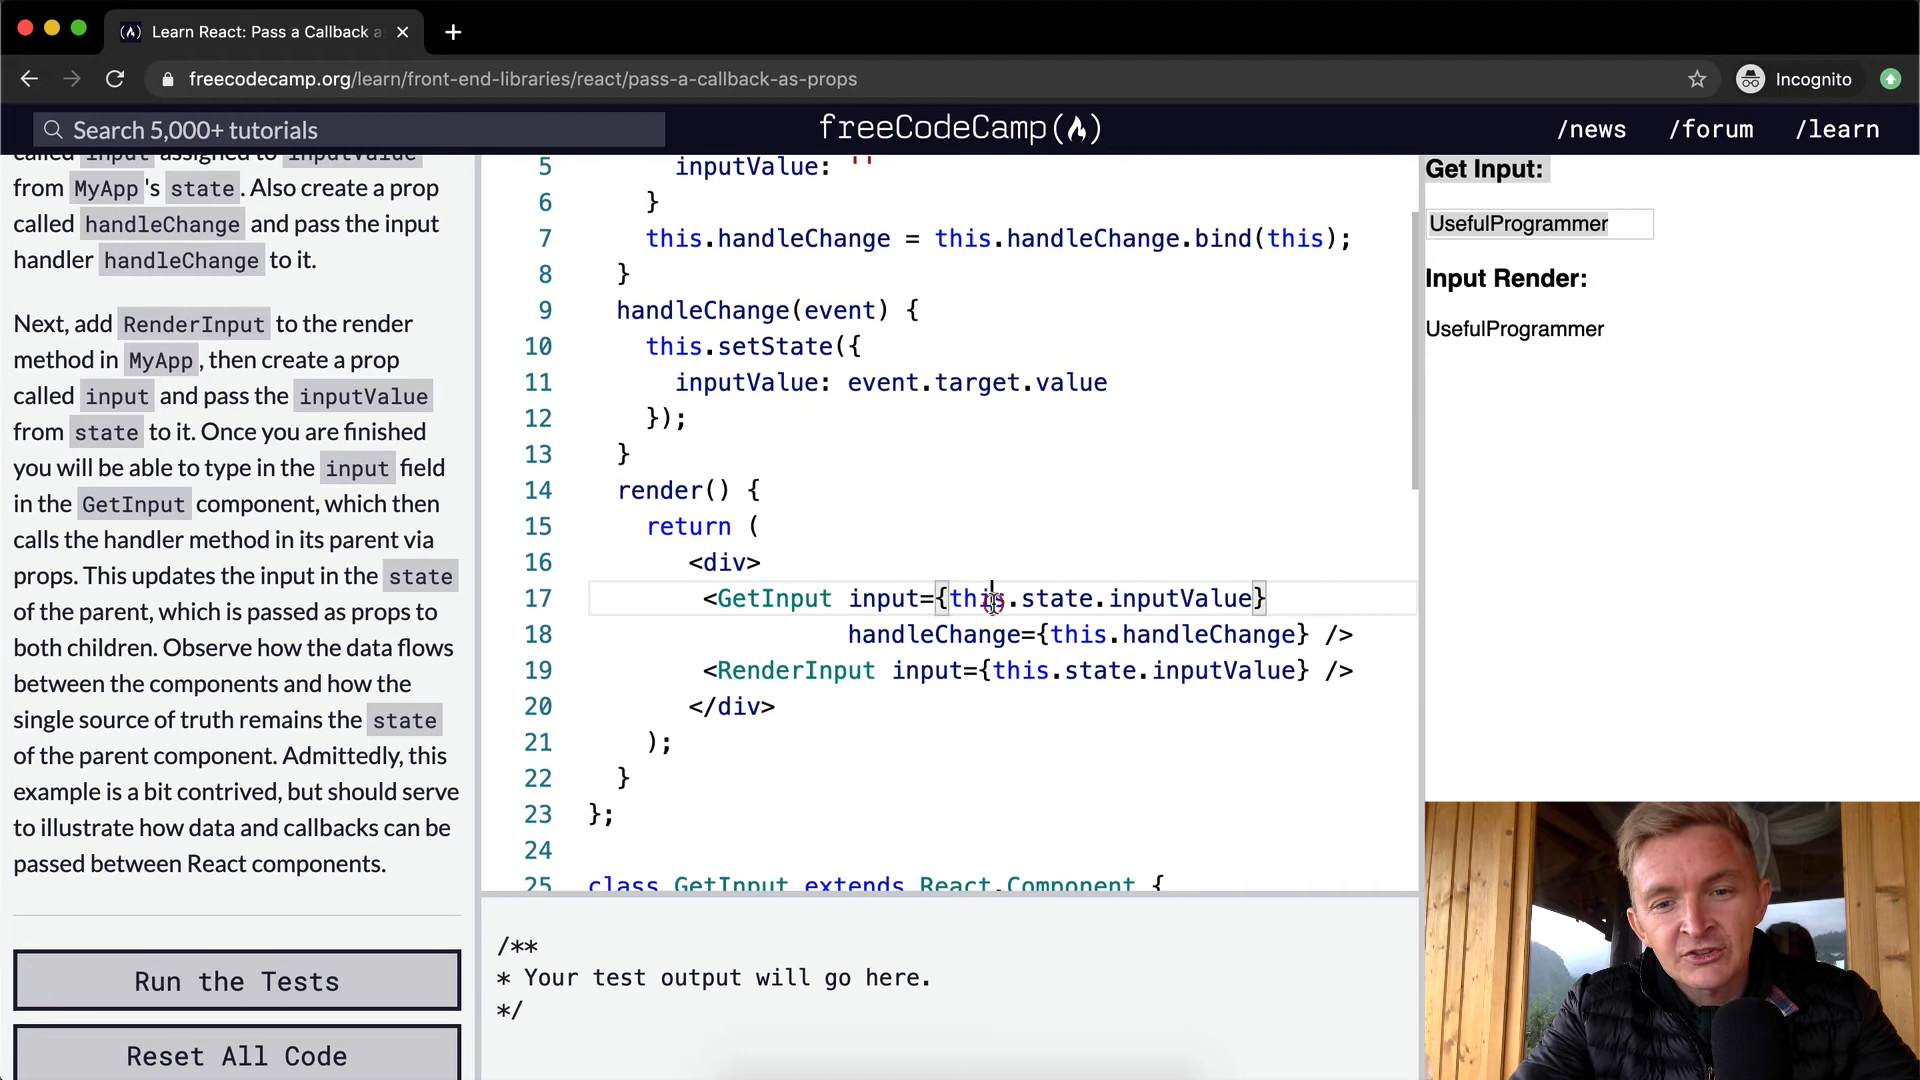 Learn React: Pass a Callback as
freecodecamp.org/learn/front-end-libraries/react/pass-a-callback-as-props
Incognito
Search 5,000+ tutorials
freeCodeCamp
/news
/forum
/learn
called input assigned to inputValue
from MyApp's state. Also create a prop
called handleChange and pass the input
handler handleChange to it.
Next, add RenderInput to the render
method in MyApp, then create a prop
called input and pass the inputValue
from state to it. Once you are finished
you will be able to type in the input field
in the GetInput component, which then
calls the handler method in its parent via
props. This updates the input in the state
of the parent, which is passed as props to
both children. Observe how the data flows
between the components and how the
single source of truth remains the state
of the parent component. Admittedly, this
example is a bit contrived, but should serve
to illustrate how data and callbacks can be
passed between React components.
Run the Tests
Reset All Code
5 inputValue: ''
6 }
7 this.handleChange = this.handleChange.bind(this);
8 }
9 handleChange(event) {
10 this.setState({
11 inputValue: event.target.value
12 });
13 }
14 render() {
15 return (
16 <div>
17 <GetInput input={this.state.inputValue}
18 handleChange={this.handleChange} />
19 <RenderInput input={this.state.inputValue} />
20 </div>
21 );
22 }
23 };
24
25 class GetInput extends React.Component {
/**
* Your test output will go here.
*/
Get Input:
UsefulProgrammer
Input Render:
UsefulProgrammer